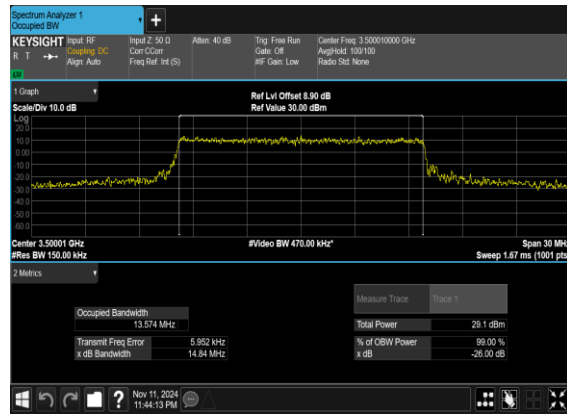 Spectrum Analyzer 1
Occupied BW
+
KEYSIGHT Input: RF Input Z: 50 Ω Atten: 40 dB Trig: Free Run Center Freq: 3.500010000 GHz
R T Coupling: DC Corr CCorr Gate: Off Avg|Hold: 100/100
Align: Auto Freq Ref: Int (S) #IF Gain: Low Radio Std: None
1 Graph
Ref Lvl Offset 8.90 dB
Scale/Div 10.0 dB Ref Value 30.00 dBm
Log
20.0
10.0
0.00
-10.0
-20.0
-30.0
-40.0
-50.0
-60.0
Center 3.50001 GHz #Video BW 470.00 kHz* Span 30 MHz
#Res BW 150.00 kHz Sweep 1.67 ms (1001 pts
2 Metrics
Measure Trace Trace 1
Occupied Bandwidth
13.574 MHz Total Power 29.1 dBm
Transmit Freq Error 5.952 kHz % of OBW Power 99.00 %
x dB Bandwidth 14.84 MHz x dB -26.00 dB
? Nov 11, 2024
11:44:13 PM